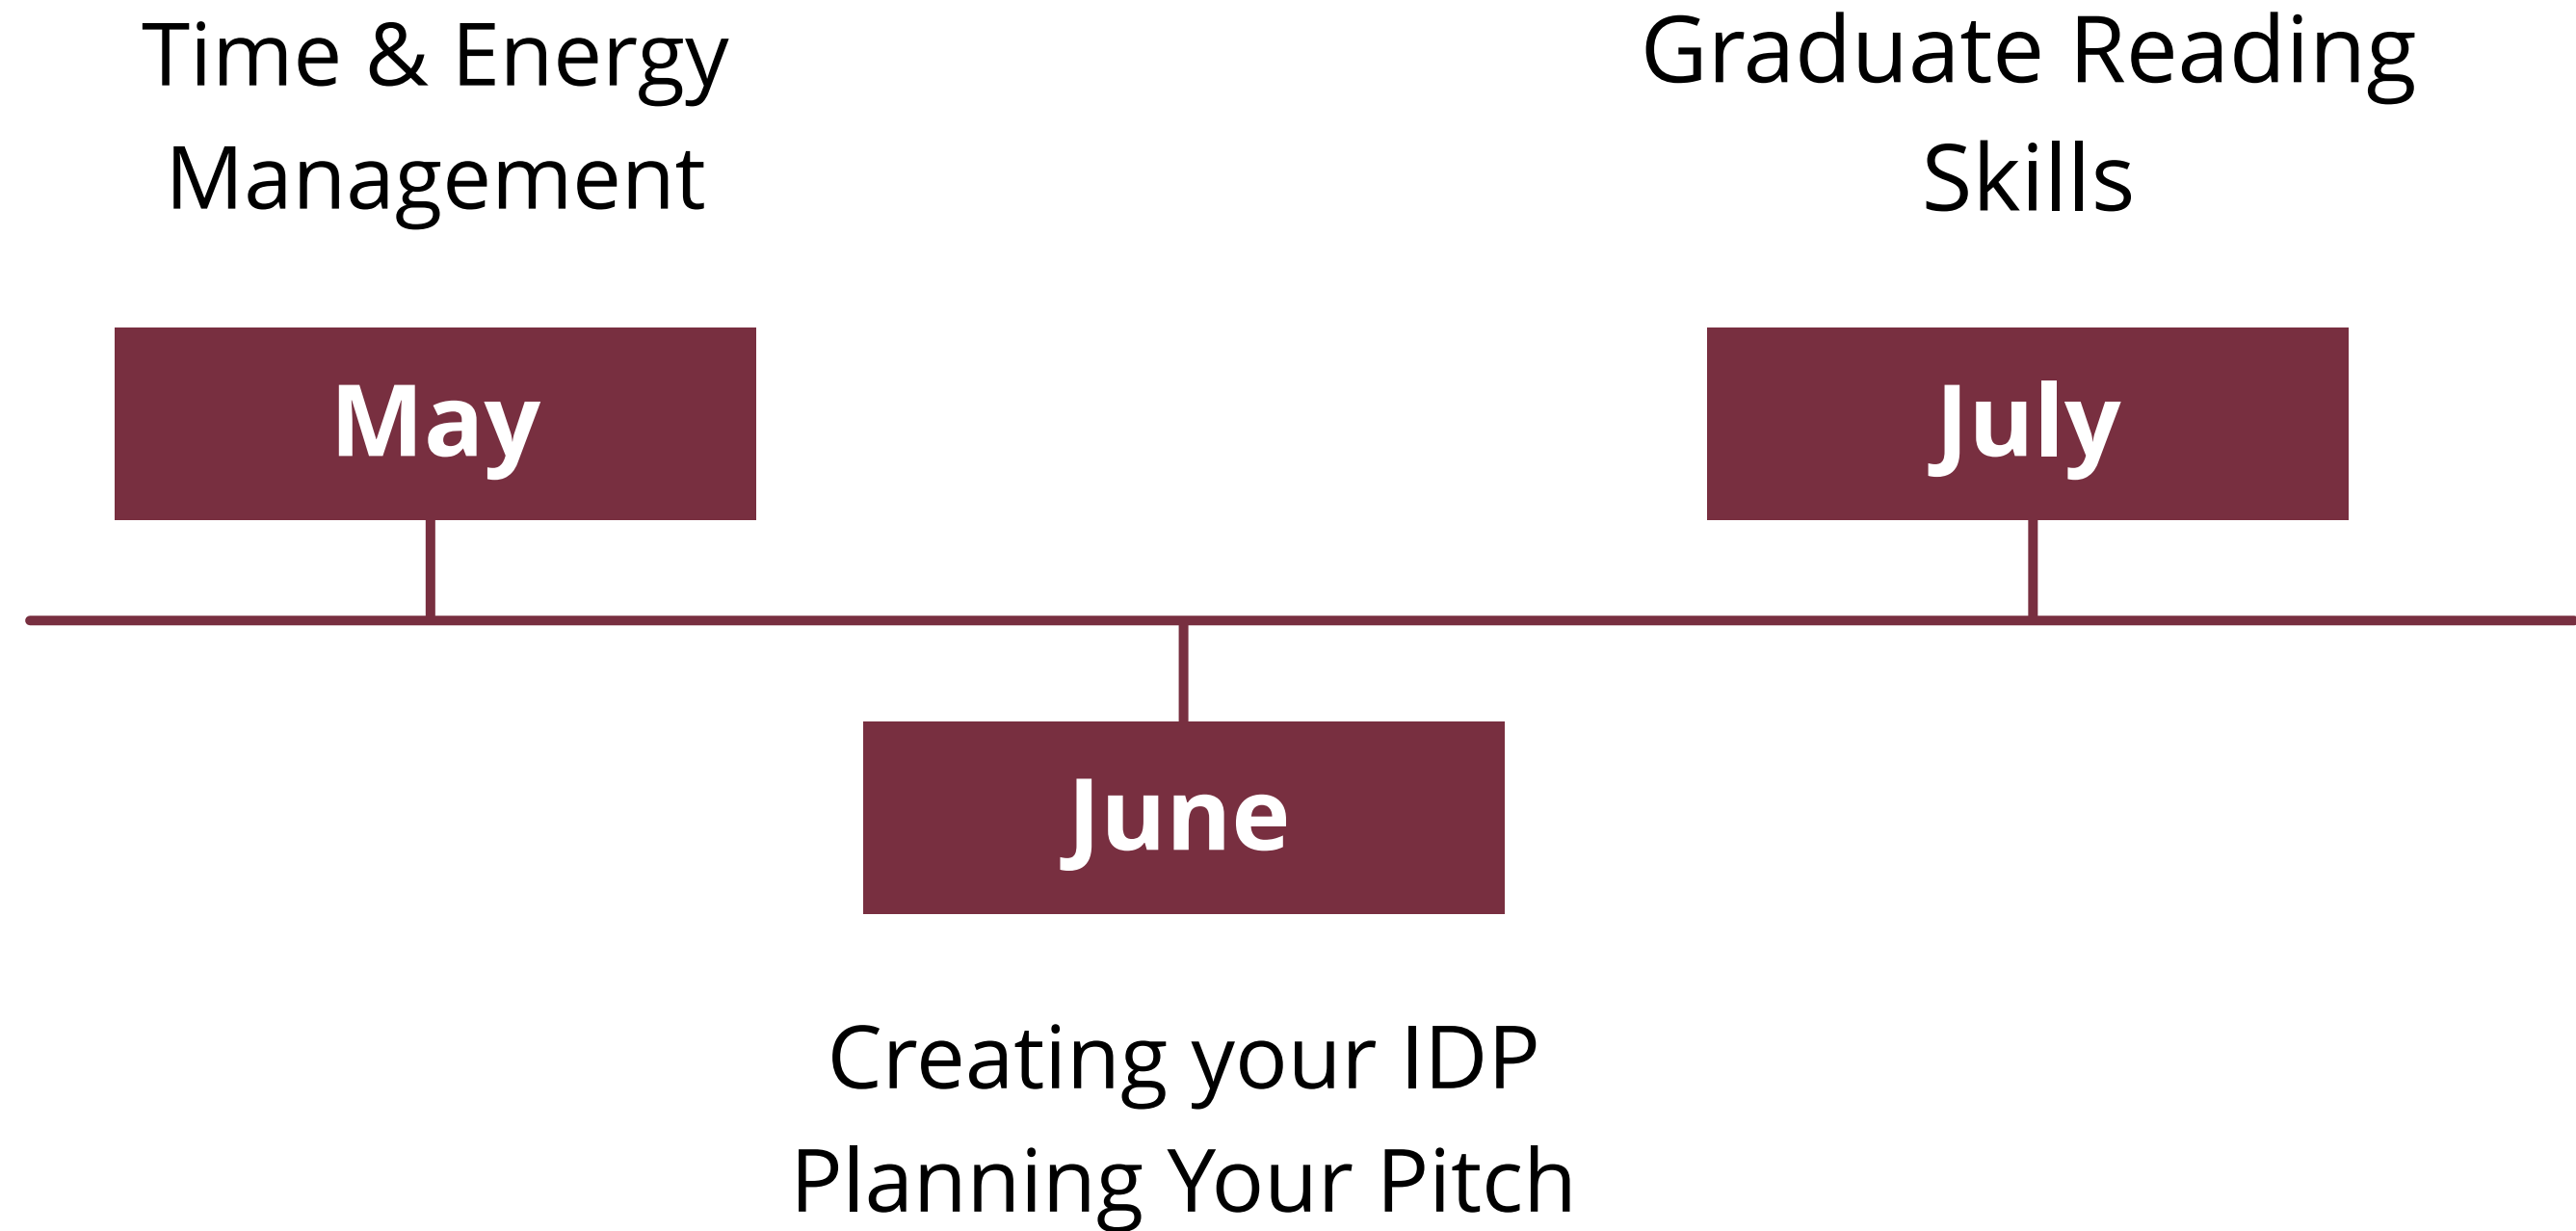 Time & Energy
Management
May
June
Creating your IDP
Planning Your Pitch
Graduate Reading
Skills
July